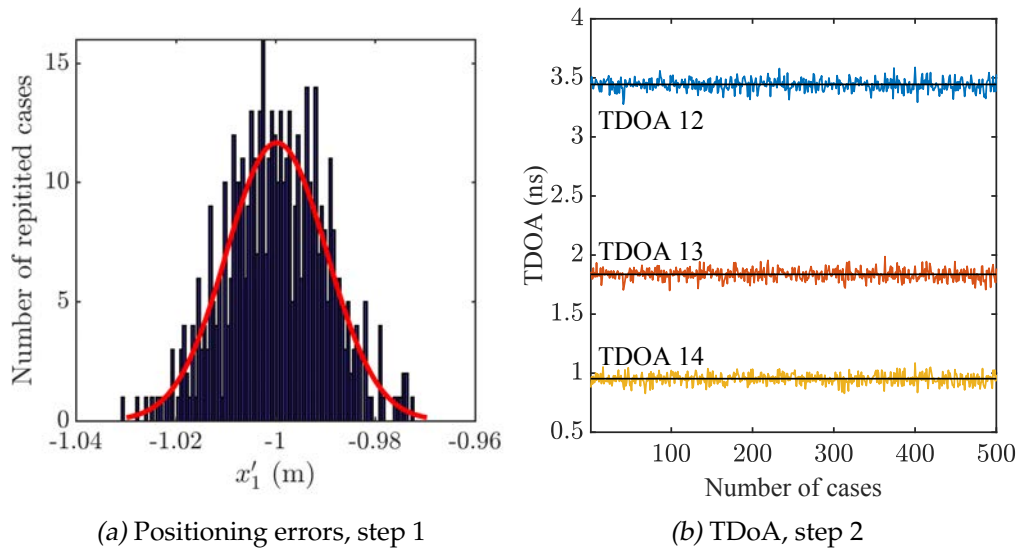 Number of repitited cases
15
10
5
0
-1.04
-1.02
-1
-0.98
-0.96
x′₁ (m)
(a) Positioning errors, step 1
TDOA (ns)
4
3.5
3
2.5
2
1.5
1
0.5
TDOA 12
TDOA 13
TDOA 14
100
200
300
400
500
Number of cases
(b) TDoA, step 2